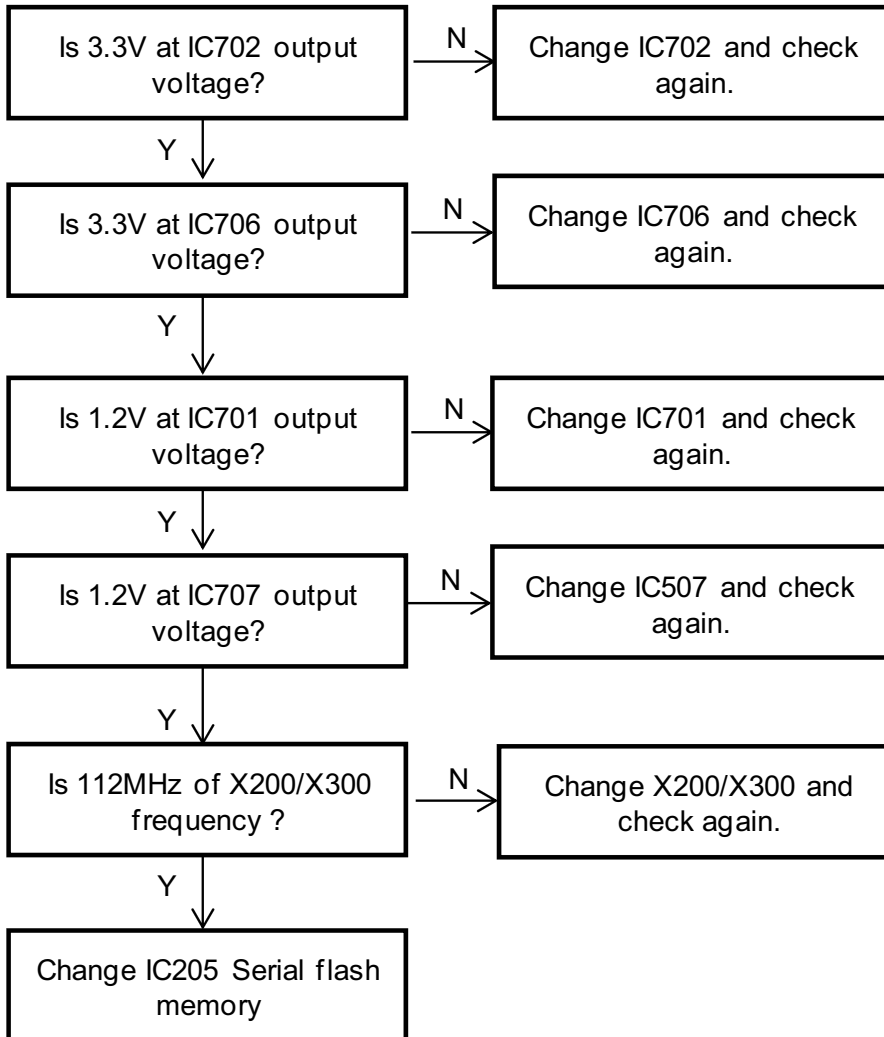 Is 3.3V at IC702 output
voltage?
N
Change IC702 and check
again.
Y
Is 3.3V at IC706 output
voltage?
N
Change IC706 and check
again.
Y
Is 1.2V at IC701 output
voltage?
N
Change IC701 and check
again.
Y
Is 1.2V at IC707 output
voltage?
N
Change IC507 and check
again.
Y
Is 112MHz of X200/X300
frequency ?
N
Change X200/X300 and
check again.
Y
Change IC205 Serial flash
memory